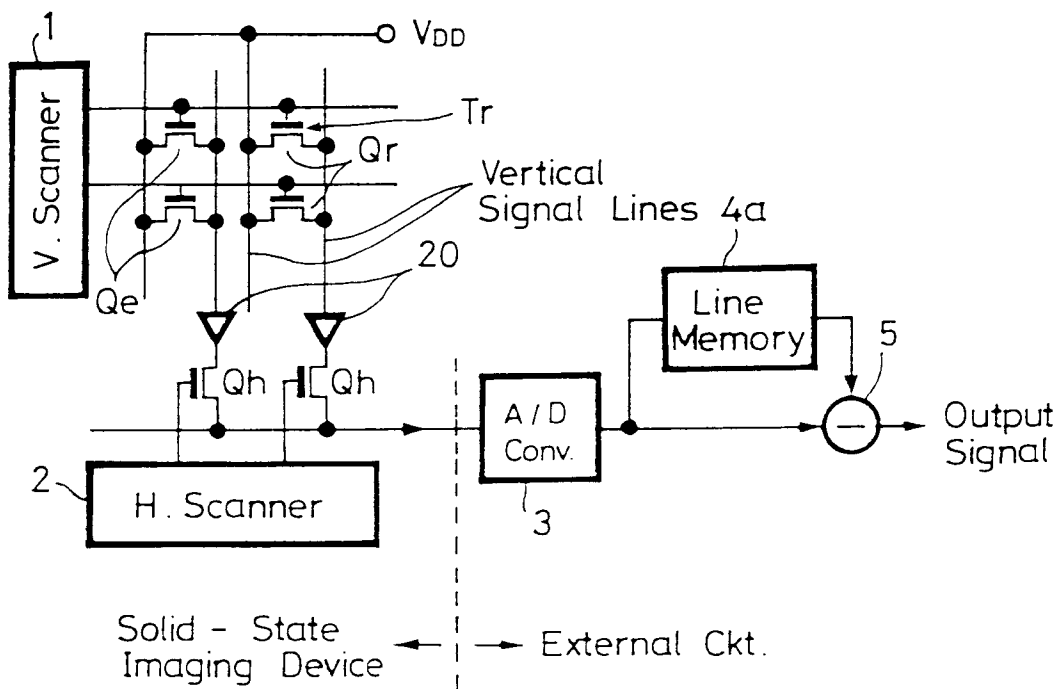 1
VDD
Tr
Qr
V. Scanner
Vertical
Signal Lines
4a
Qe
20
Line
Memory
5
Qh
Qh
A/D
Conv.
Output
Signal
2
H. Scanner
3
Solid - State
Imaging Device
External Ckt.